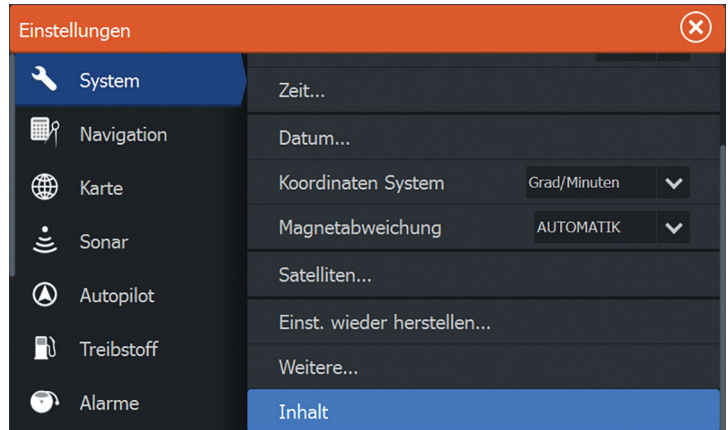 Einstellungen
System
Navigation
Karte
Sonar
Autopilot
Treibstoff
Alarme
Zeit...
Datum...
Koordinaten System Grad/Minuten
Magnetabweichung AUTOMATIK
Satelliten...
Einst. wieder herstellen...
Weitere...
Inhalt